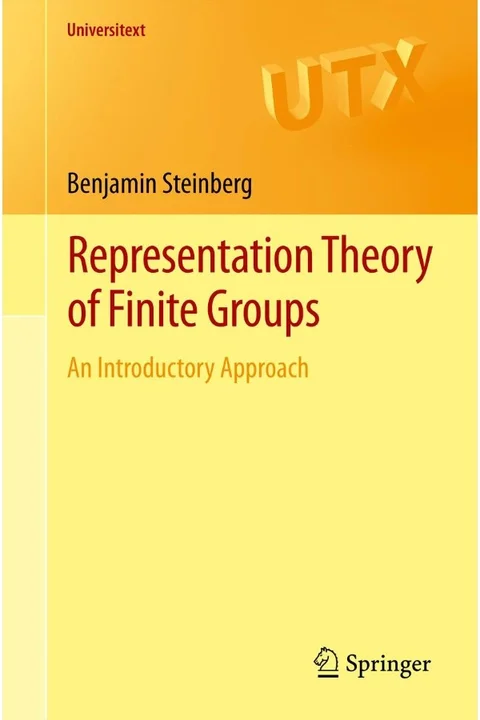 Universitext
UTX
Benjamin Steinberg
Representation Theory
of Finite Groups
An Introductory Approach
Springer